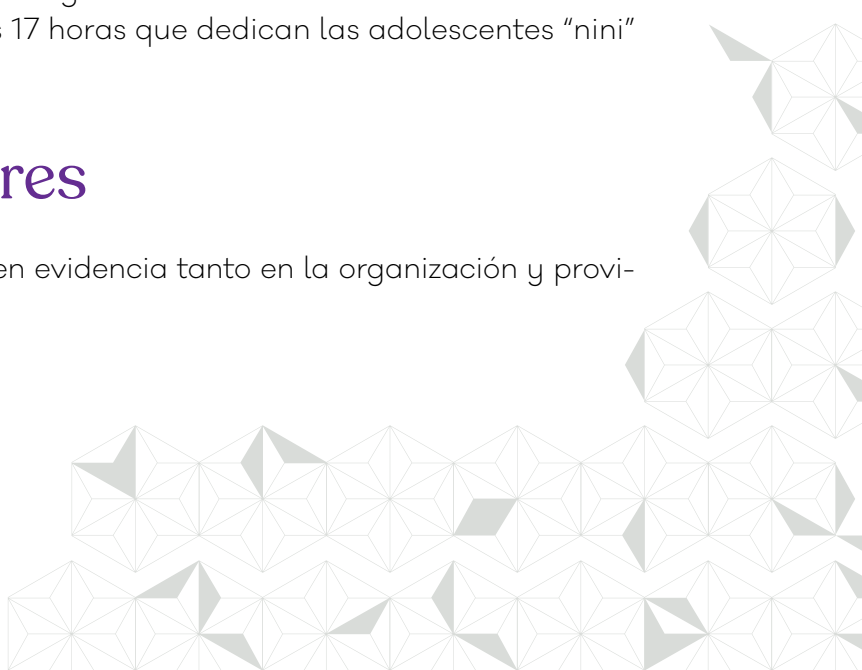 17 horas que dedican las adolescentes “nini”
res
en evidencia tanto en la organización y provi-